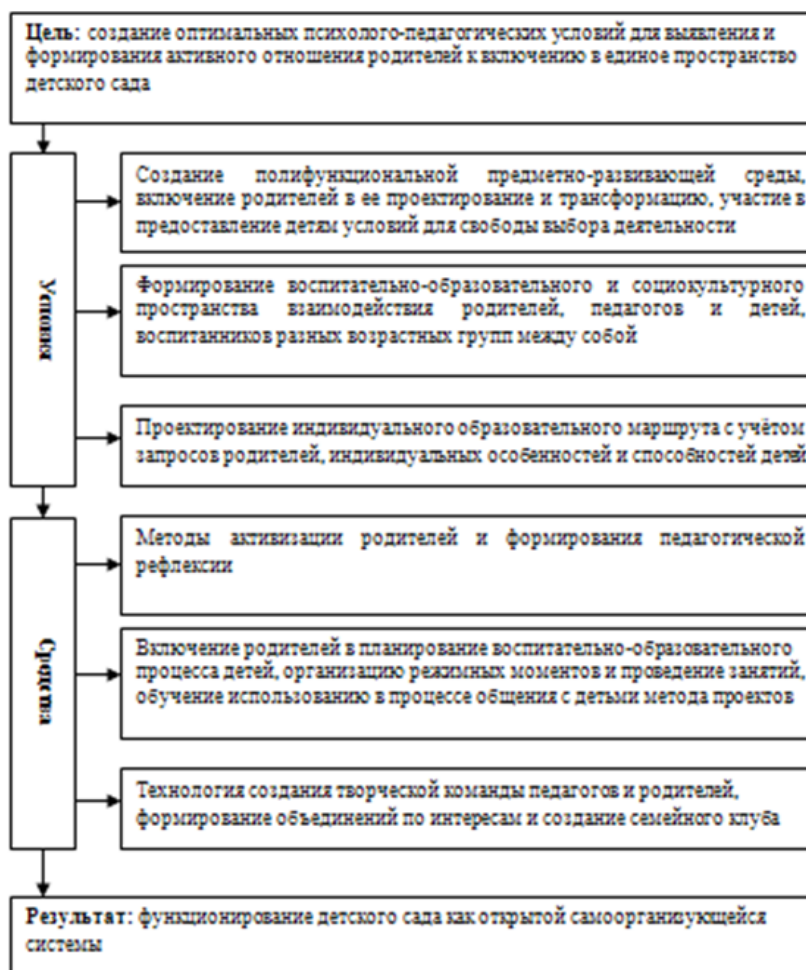 Цель: создание оптимальных психолого-педагогических условий для выявления и
формирования активного отношения родителей к включению в единое пространство
детского сада
Условия
Создание полифункциональной предметно-развивающей среды,
включение родителей в ее проектирование и трансформацию, участие в
предоставление детям условий для свободы выбора деятельности
Формирование воспитательно-образовательного и социокультурного
пространства взаимодействия родителей, педагогов и детей,
воспитанников разных возрастных групп между собой
Проектирование индивидуального образовательного маршрута с учётом
запросов родителей, индивидуальных особенностей и способностей детей
Средства
Методы активизации родителей и формирования педагогической
рефлексии
Включение родителей в планирование воспитательно-образовательного
процесса детей, организацию режимных моментов и проведение занятий,
обучение использованию в процессе общения с детьми метода проектов
Технология создания творческой команды педагогов и родителей,
формирование объединений по интересам и создание семейного клуба
Результат: функционирование детского сада как открытой самоорганизующейся
системы